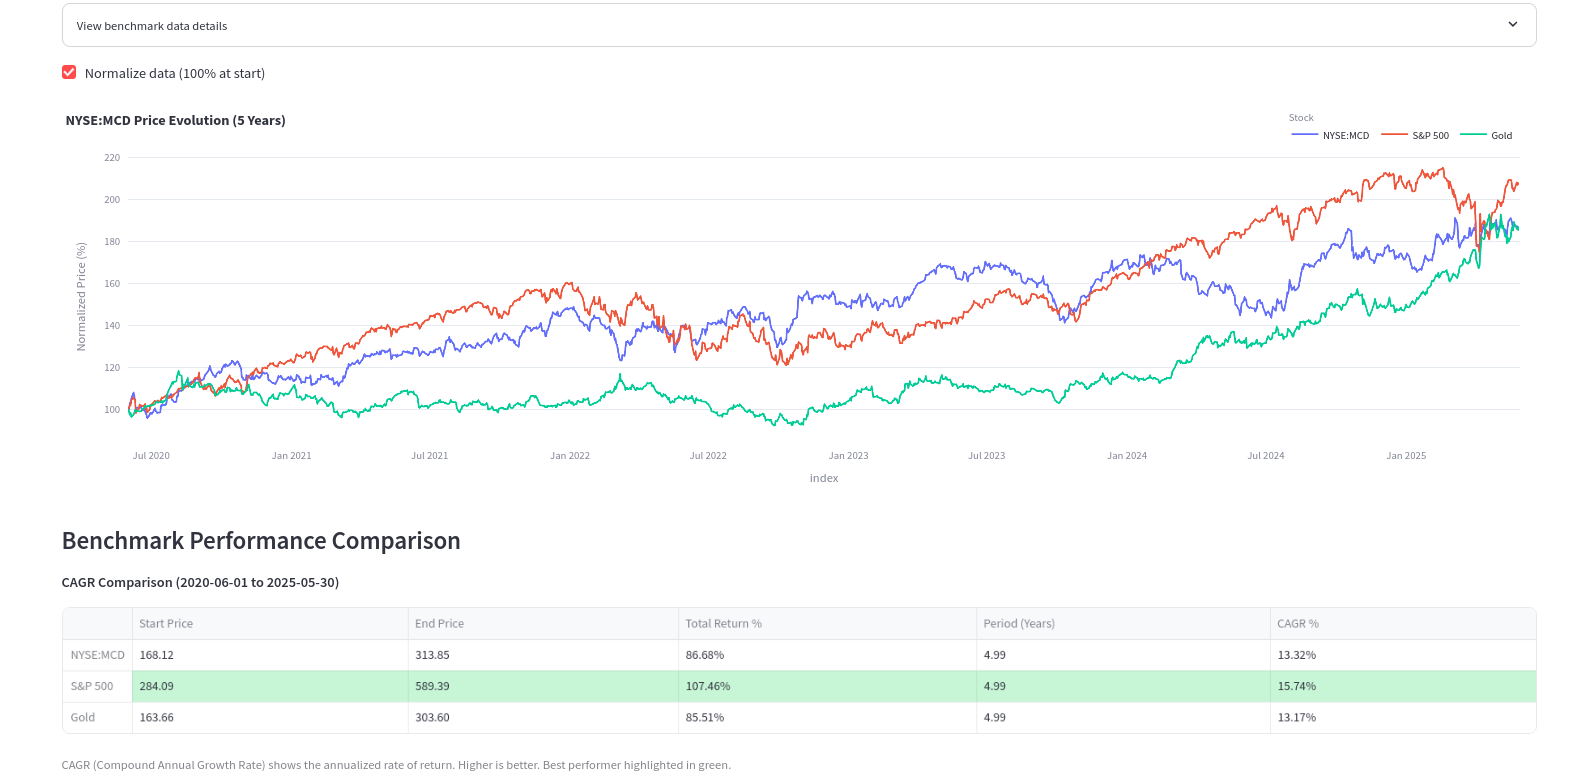 View benchmark data details
Normalize data (100% at start)
NYSE:MCD Price Evolution (5 Years)
Stock
NYSE:MCD S&P 500 Gold
220
200
180
160
140
120
100
Normalized Price (%)
Jul 2020 Jan 2021 Jul 2021 Jan 2022 Jul 2022 Jan 2023 Jul 2023 Jan 2024 Jul 2024 Jan 2025
index
Benchmark Performance Comparison
CAGR Comparison (2020-06-01 to 2025-05-30)
Start Price End Price Total Return % Period (Years) CAGR %
NYSE:MCD 168.12 313.85 86.68% 4.99 13.32%
S&P 500 284.09 589.39 107.46% 4.99 15.74%
Gold 163.66 303.60 85.51% 4.99 13.17%
CAGR (Compound Annual Growth Rate) shows the annualized rate of return. Higher is better. Best performer highlighted in green.